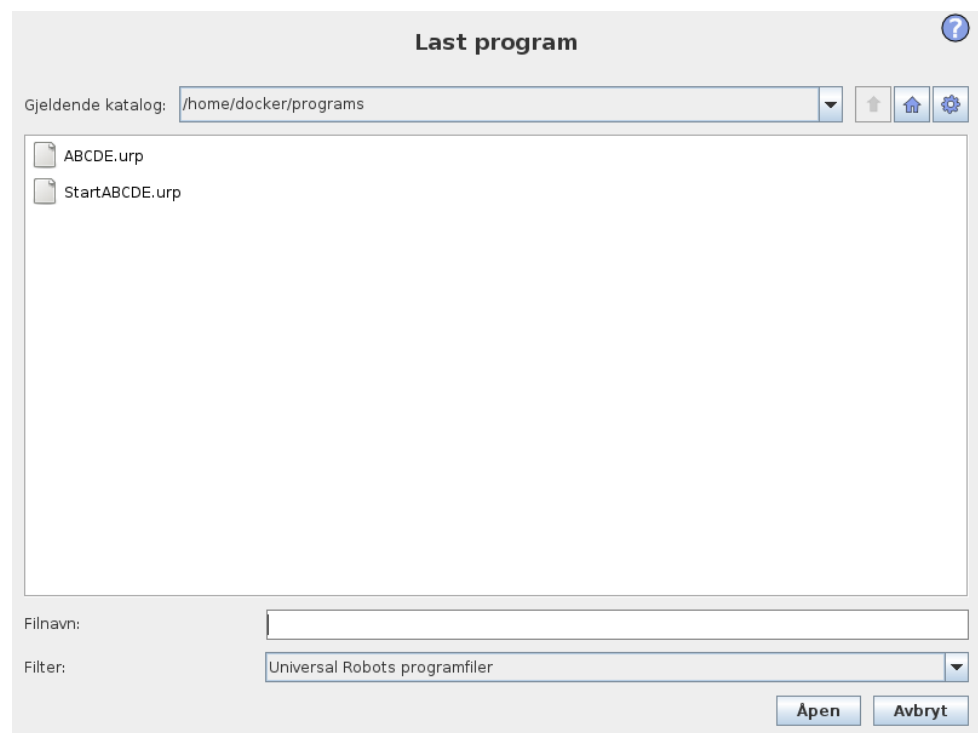 Last program
Gjeldende katalog: /home/docker/programs
ABCDE.urp
StartABCDE.urp
Filnavn:
Filter: Universal Robots programfiler
Åpen Avbryt